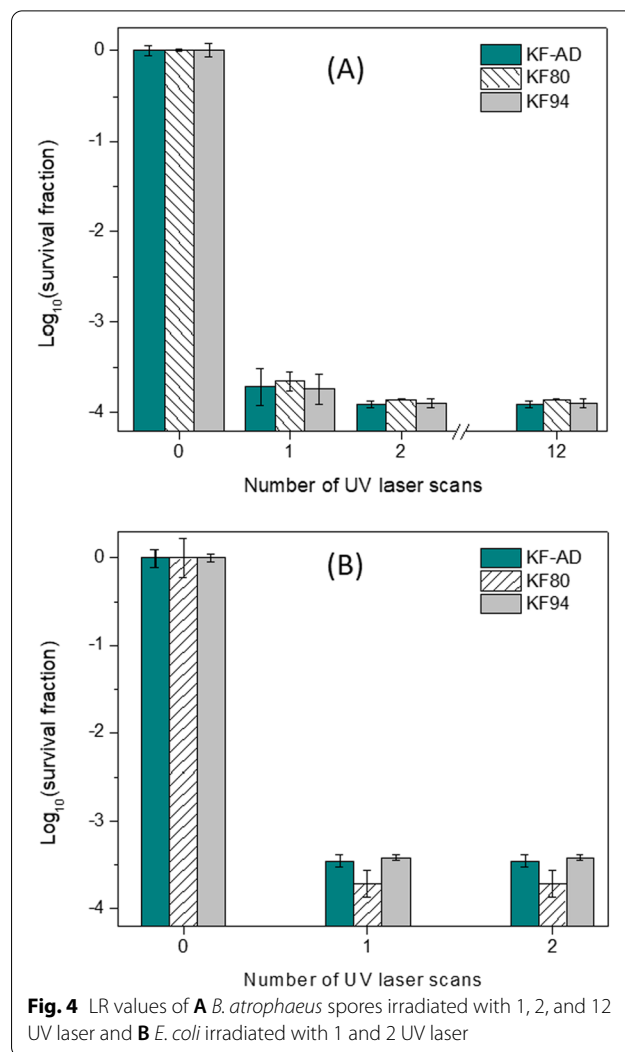 (A)
KF-AD
KF80
KF94
0
-1
-2
-3
-4
Log10(survival fraction)
0 1 2 12
Number of UV laser scans
(B)
KF-AD
KF80
KF94
0
-1
-2
-3
-4
Log10(survival fraction)
0 1 2
Number of UV laser scans
Fig. 4 LR values of A B. atrophaeus spores irradiated with 1, 2, and 12
UV laser and B E. coli irradiated with 1 and 2 UV laser